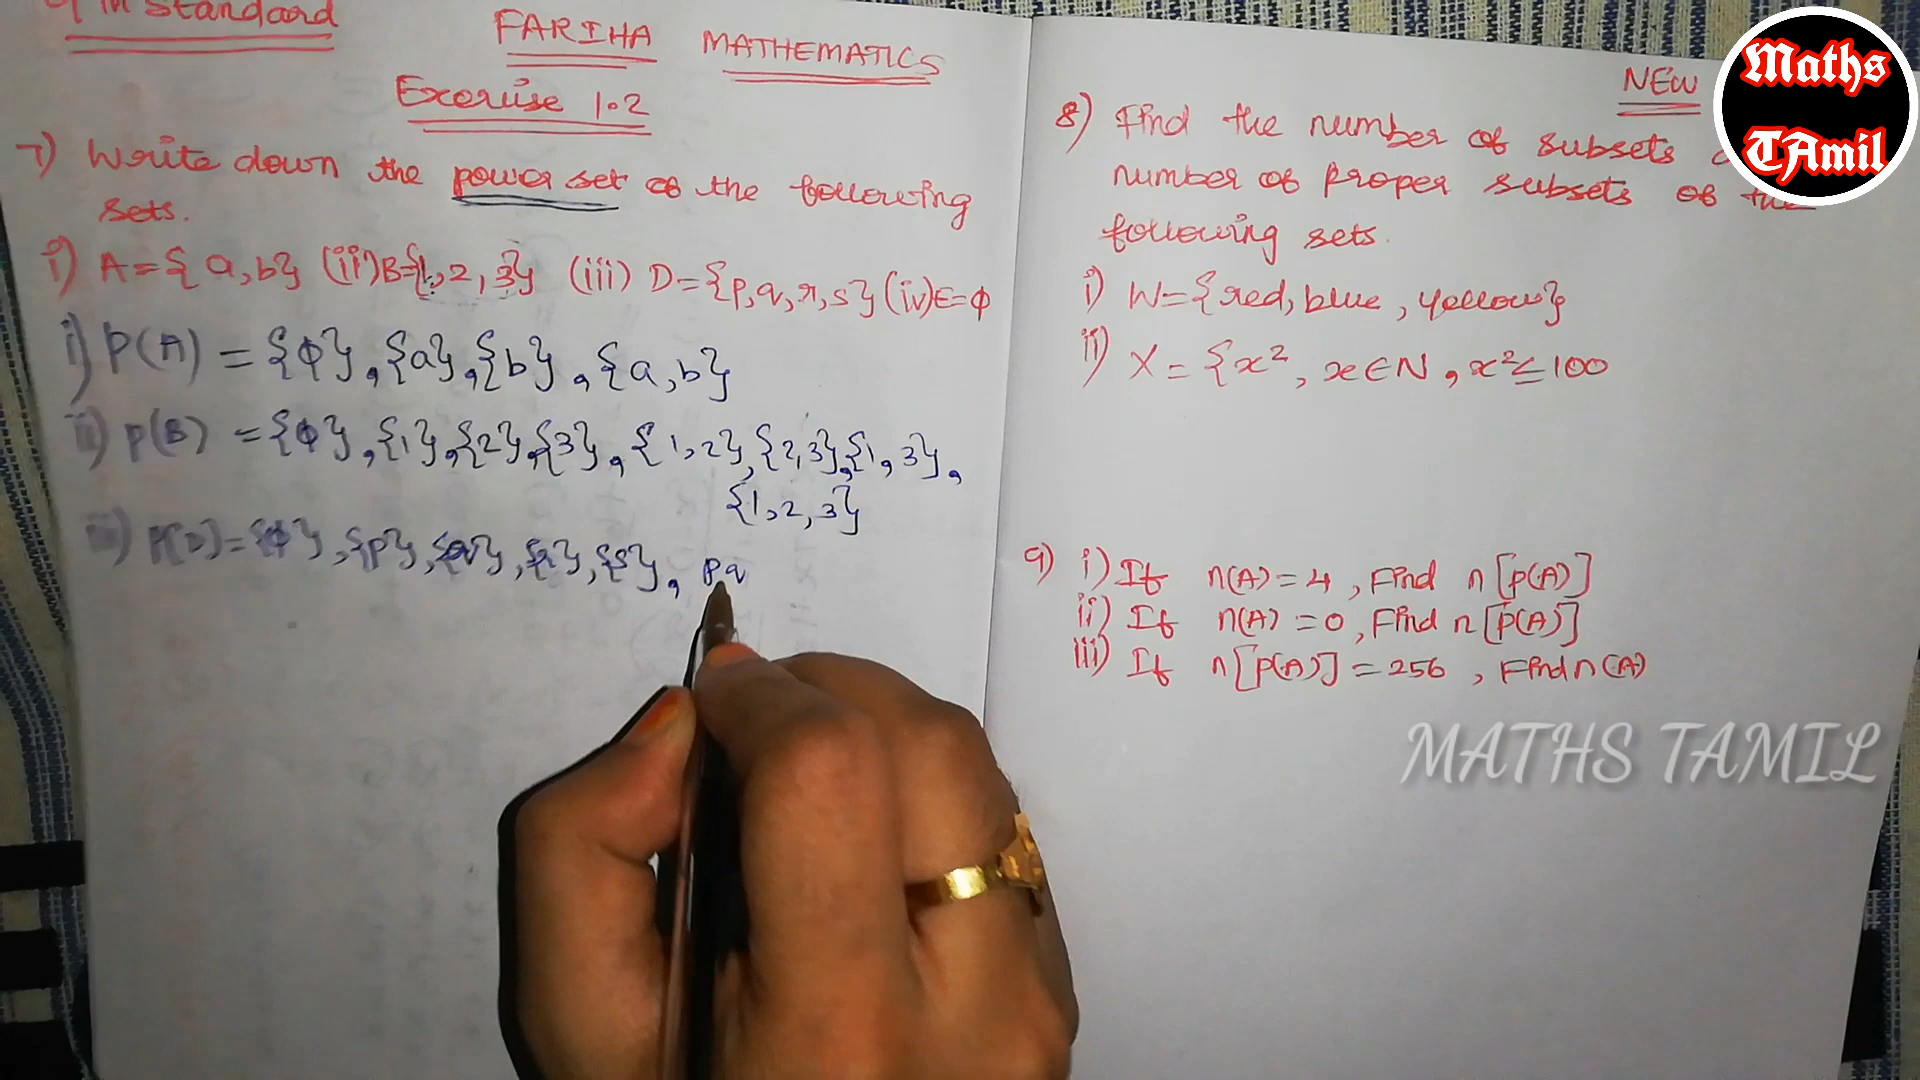 9th Standard
FARIHA MATHEMATICS
Exercise 1.2
7) Write down the power set of the following
sets.
i) A={a,b} (ii) B={1,2,3} (iii) D={p,q,r,s} (iv) E=ϕ
i) P(A) = {ϕ}, {a}, {b}, {a,b}
ii) P(B) = {ϕ}, {1}, {2}, {3}, {1,2}, {2,3}, {1,3},
{1,2,3}
iii) P(D) = {ϕ}, {p}, {q}, {r}, {s}, pq
NEW
8) Find the number of subsets
number of proper subsets of the
following sets.
i) W={red, blue, yellow}
ii) X = {x², x∈N, x²≤100
9) i) If n(A)=4, Find n[p(A)]
ii) If n(A)=0, Find n[p(A)]
iii) If n[p(A)]=256, Find n(A)
Maths
TAmil
MATHS TAMIL